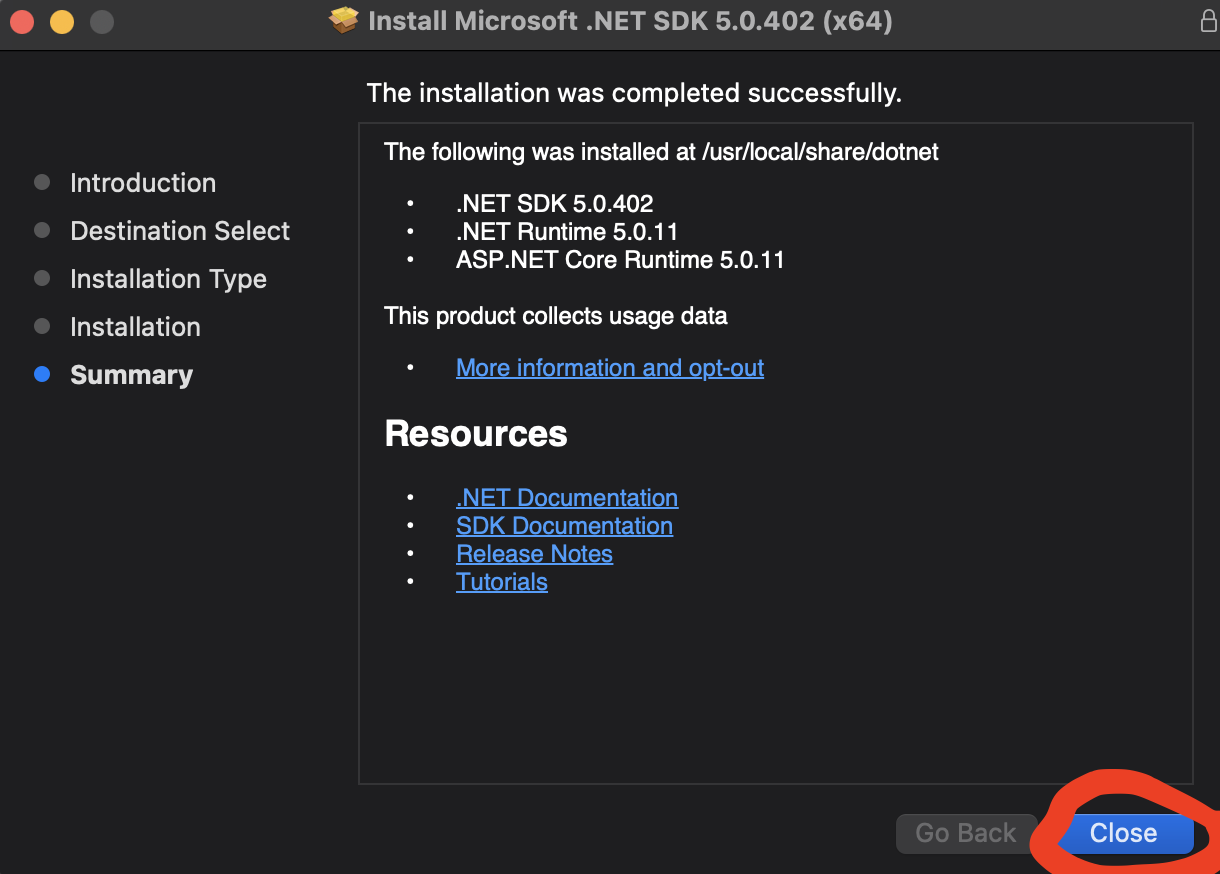 Install Microsoft .NET SDK 5.0.402 (x64)
The installation was completed successfully.
Introduction
Destination Select
Installation Type
Installation
Summary
The following was installed at /usr/local/share/dotnet
• .NET SDK 5.0.402
• .NET Runtime 5.0.11
• ASP.NET Core Runtime 5.0.11
This product collects usage data
• More information and opt-out
Resources
• .NET Documentation
• SDK Documentation
• Release Notes
• Tutorials
Go Back
Close